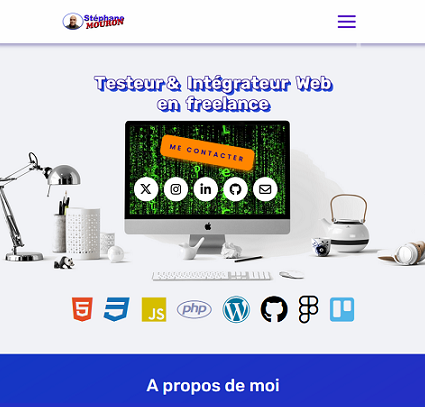 Stéphane
MOURON
Testeur & Intégrateur Web
en freelance
ME CONTACTER
JS
php
A propos de moi